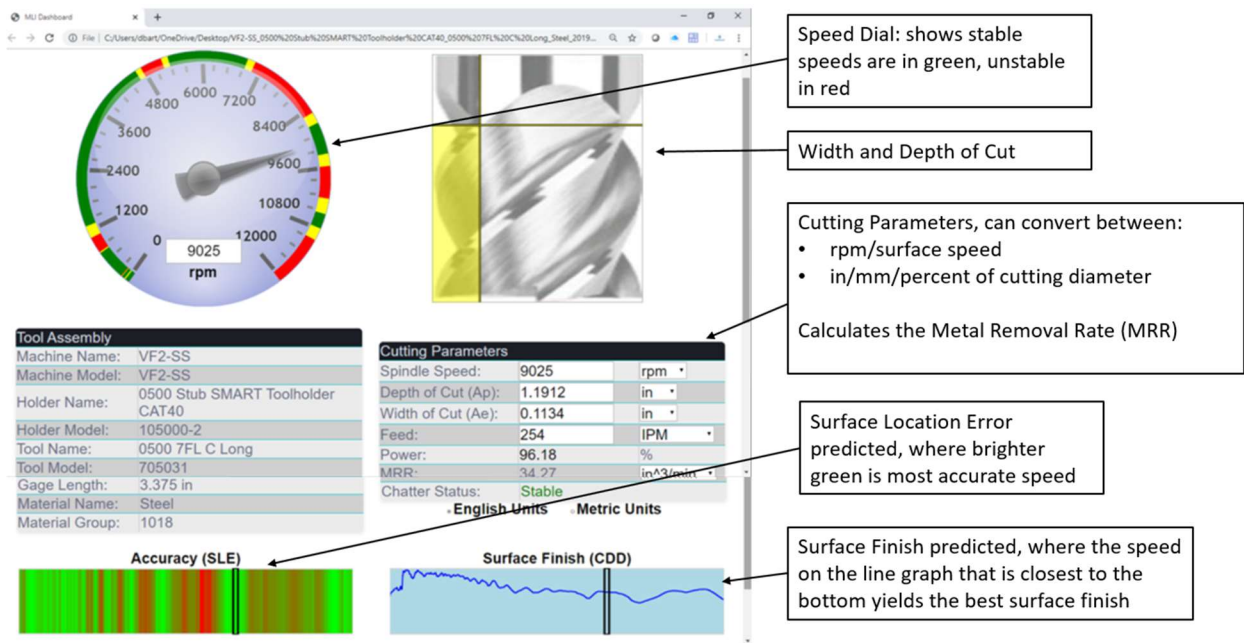 MLI Dashboard
File | C:/Users/dbart/OneDrive/Desktop/VF2-SS_0500%20Stub%20SMART%20Toolholder%20CAT40_0500%207FL%20C%20Long_Steel_2019...
0
1200
2400
3600
4800
6000
7200
8400
9600
10800
12000
9025
rpm
Tool Assembly
Machine Name: VF2-SS
Machine Model: VF2-SS
Holder Name: 0500 Stub SMART Toolholder
CAT40
Holder Model: 105000-2
Tool Name: 0500 7FL C Long
Tool Model: 705031
Gage Length: 3.375 in
Material Name: Steel
Material Group: 1018
Cutting Parameters
Spindle Speed: 9025 rpm
Depth of Cut (Ap): 1.1912 in
Width of Cut (Ae): 0.1134 in
Feed: 254 IPM
Power: 96.18 %
MRR: 34.27 in^3/min
Chatter Status: Stable
English Units Metric Units
Accuracy (SLE)
Surface Finish (CDD)
Speed Dial: shows stable
speeds are in green, unstable
in red
Width and Depth of Cut
Cutting Parameters, can convert between:
• rpm/surface speed
• in/mm/percent of cutting diameter
Calculates the Metal Removal Rate (MRR)
Surface Location Error
predicted, where brighter
green is most accurate speed
Surface Finish predicted, where the speed
on the line graph that is closest to the
bottom yields the best surface finish